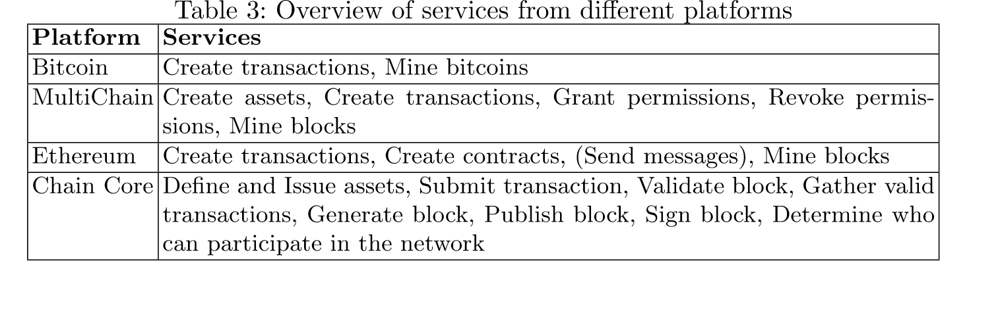 Table 3: Overview of services from different platforms
Platform Services
Bitcoin Create transactions, Mine bitcoins
MultiChain Create assets, Create transactions, Grant permissions, Revoke permis-
sions, Mine blocks
Ethereum Create transactions, Create contracts, (Send messages), Mine blocks
Chain Core Define and Issue assets, Submit transaction, Validate block, Gather valid
transactions, Generate block, Publish block, Sign block, Determine who
can participate in the network